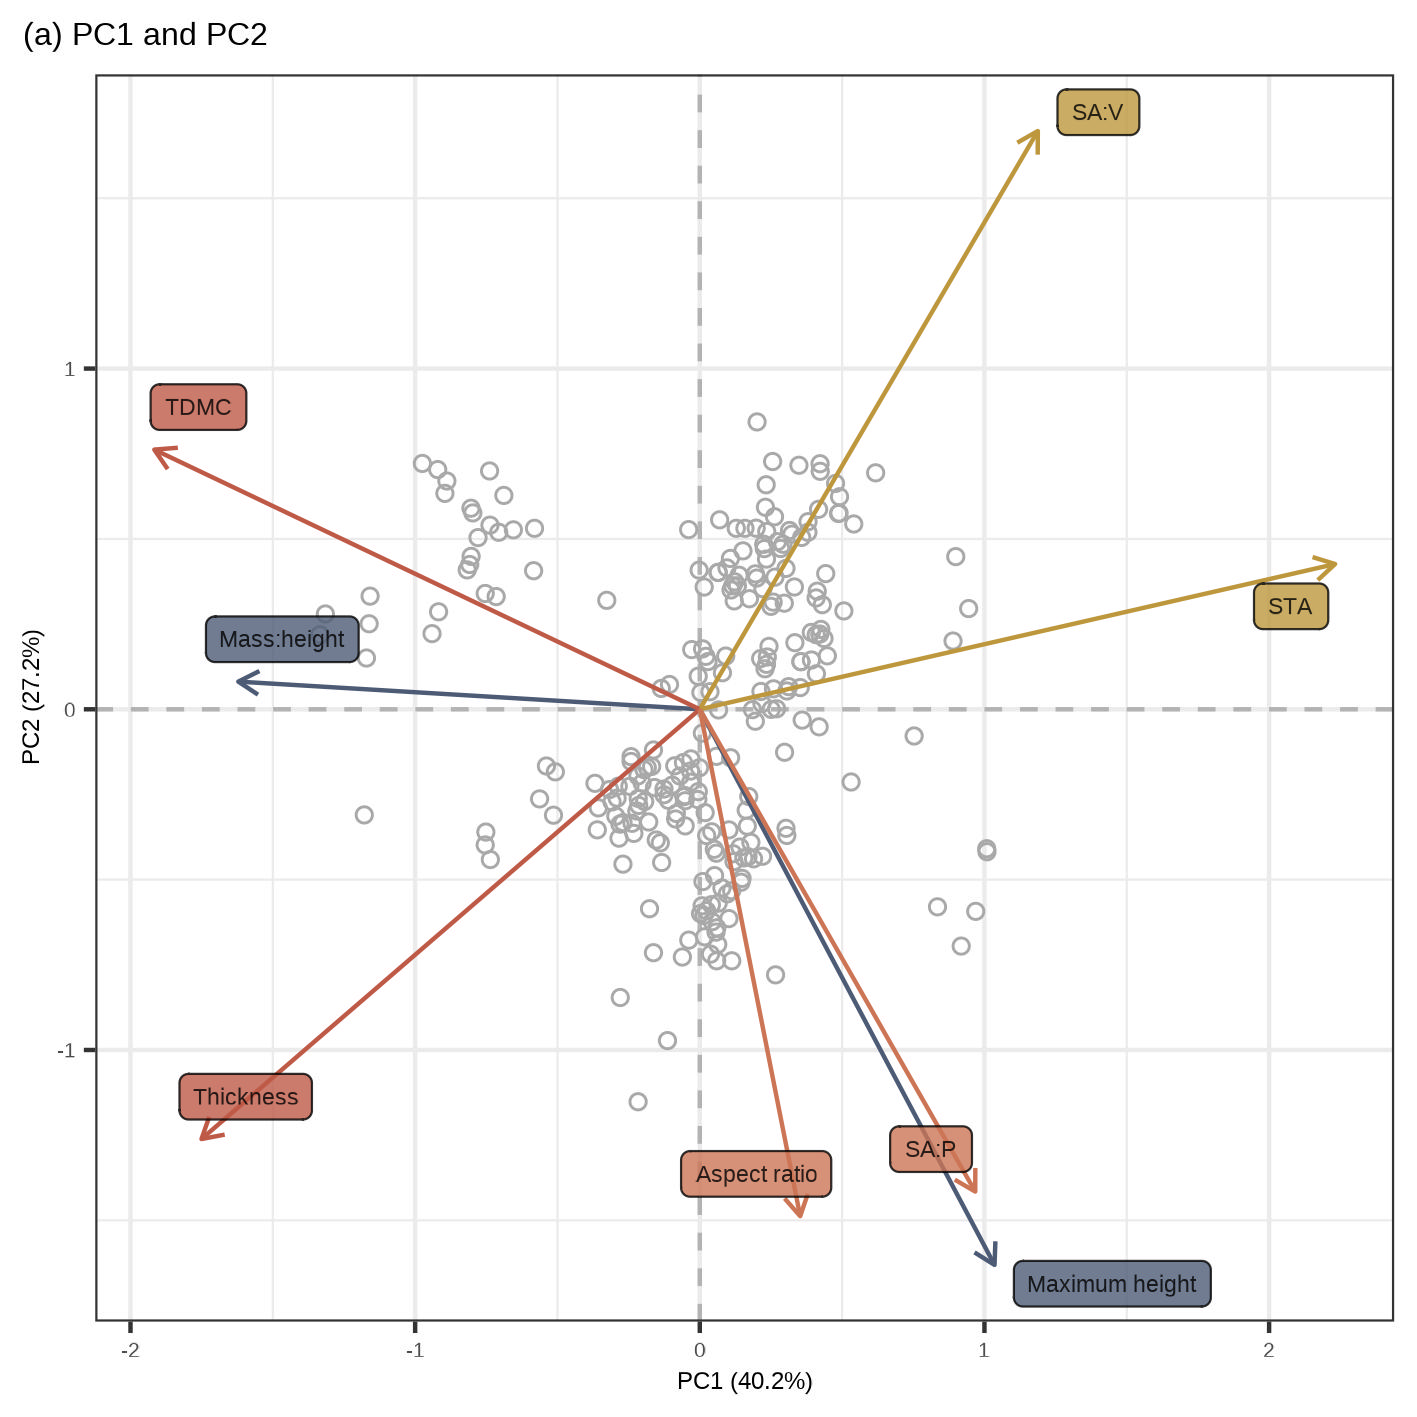 (a) PC1 and PC2
SA:V
1
TDMC
STA
Mass:height
0
PC2 (27.2%)
-1
Thickness
SA:P
Aspect ratio
Maximum height
-2
-1
0
1
2
PC1 (40.2%)